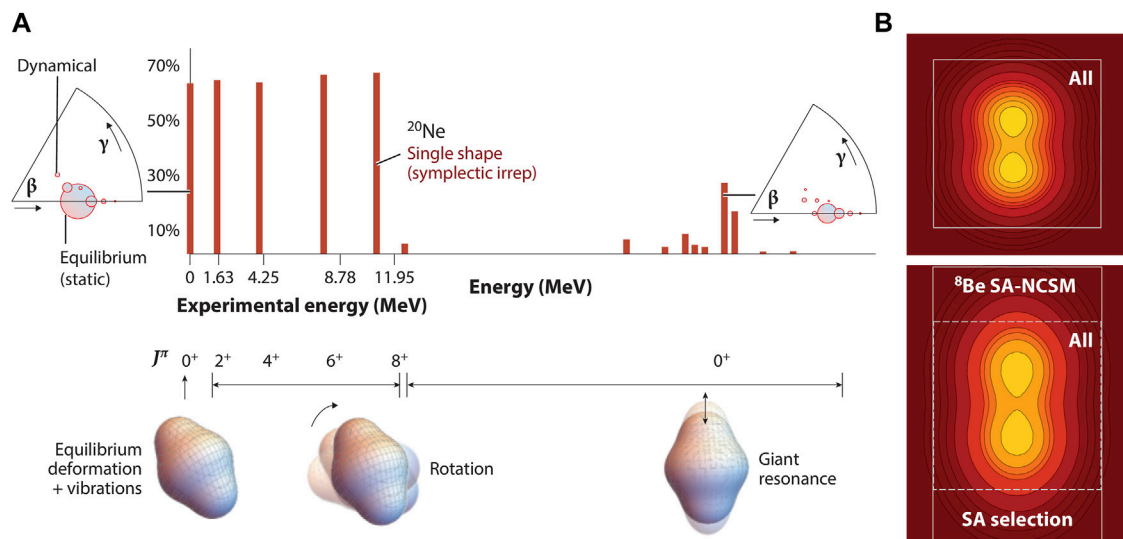 A
Dynamical
γ
β
Equilibrium
(static)
70%
50%
30%
10%
²⁰Ne
Single shape
(symplectic irrep)
γ
β
0 1.63 4.25 8.78 11.95
Experimental energy (MeV)
Energy (MeV)
Jπ 0⁺ 2⁺ 4⁺ 6⁺ 8⁺ 0⁺
Equilibrium
deformation
+ vibrations
Rotation
Giant
resonance
B
All
⁸Be SA-NCSM
All
SA selection